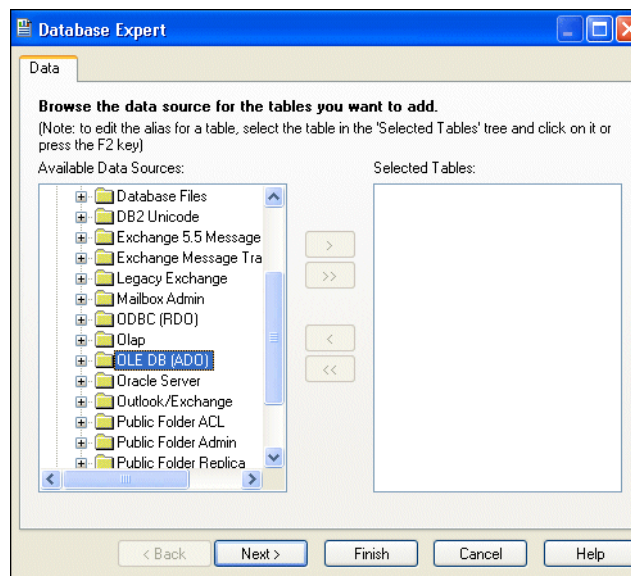 Database Expert
Data
Browse the data source for the tables you want to add.
(Note: to edit the alias for a table, select the table in the 'Selected Tables' tree and click on it or
press the F2 key)
Available Data Sources:
Selected Tables:
Database Files
DB2 Unicode
Exchange 5.5 Message
Exchange Message Tra
Legacy Exchange
Mailbox Admin
ODBC (RDO)
Olap
OLE DB (ADO)
Oracle Server
Outlook/Exchange
Public Folder ACL
Public Folder Admin
Public Folder Replica
>
>>
<
<<
< Back
Next >
Finish
Cancel
Help